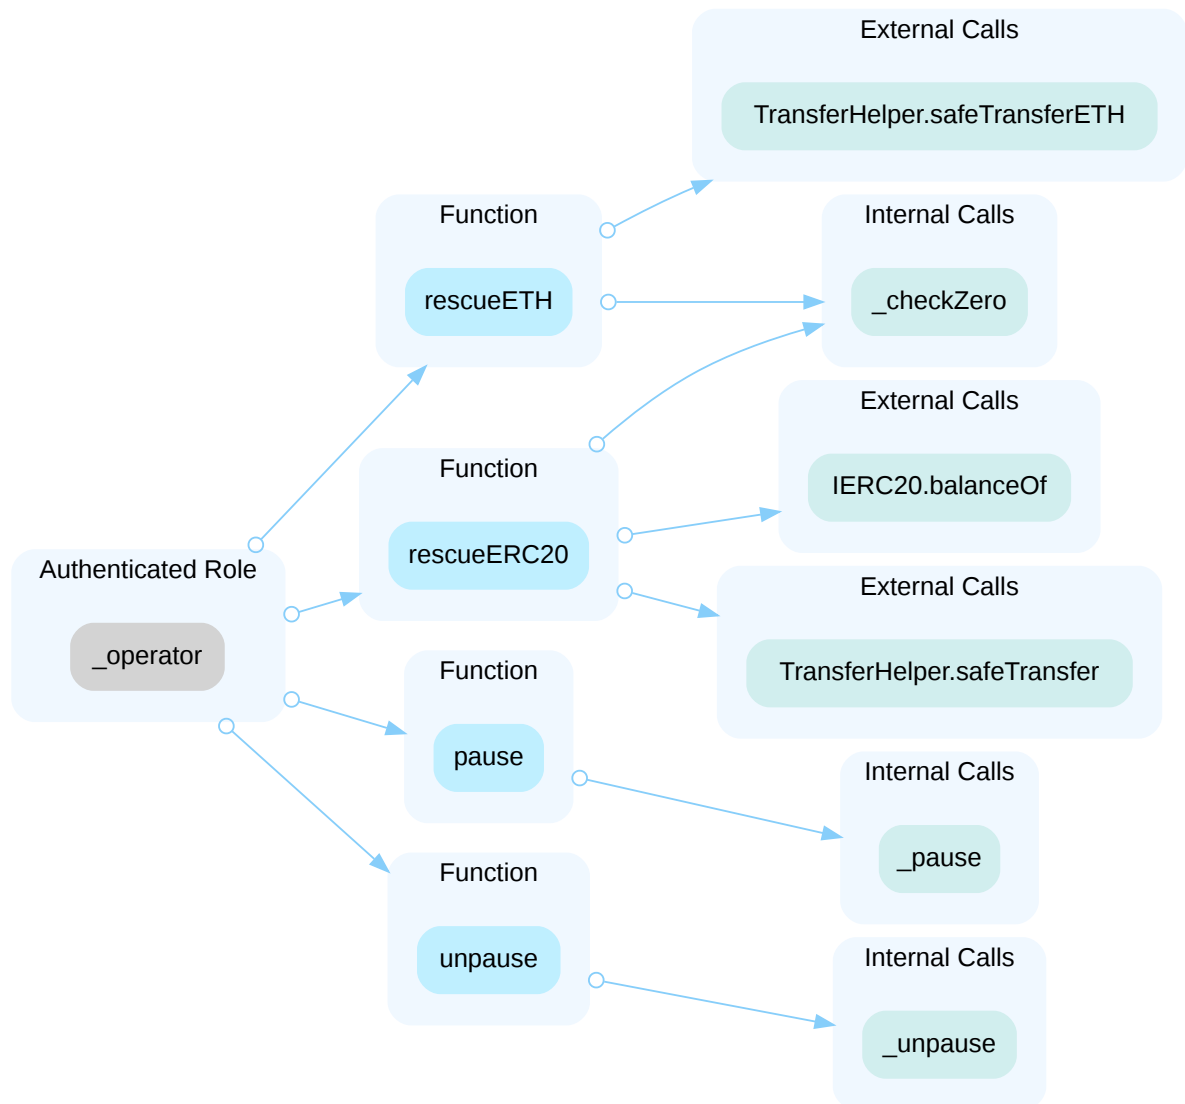 External Calls
TransferHelper.safeTransferETH
Function
rescueETH
Internal Calls
_checkZero
External Calls
IERC20.balanceOf
Function
rescueERC20
Authenticated Role
_operator
External Calls
TransferHelper.safeTransfer
Function
pause
Internal Calls
_pause
Function
unpause
Internal Calls
_unpause